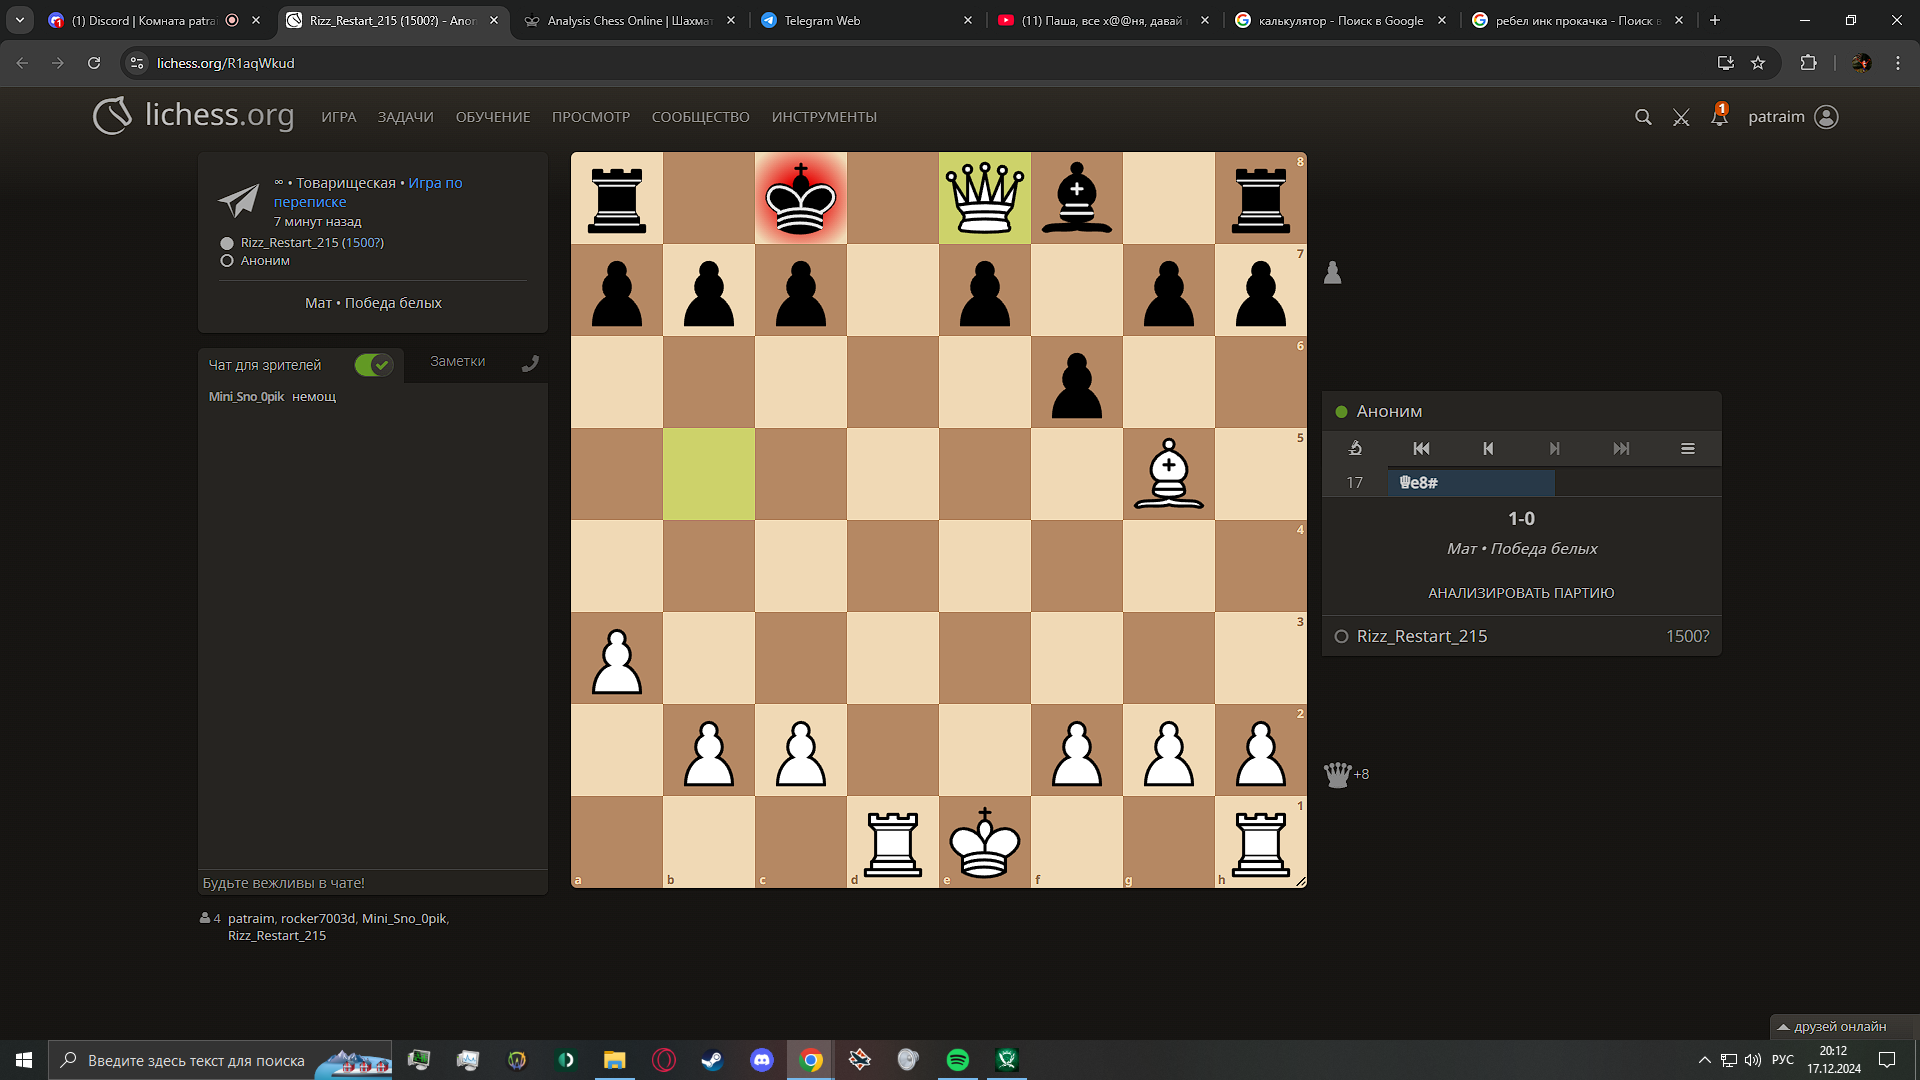 (1) Discord | Комната patrai
Rizz_Restart_215 (1500?) - Anon
Analysis Chess Online | Шахмат
Telegram Web
(11) Паша, все х@@ня, давай
калькулятор - Поиск в Google
ребел инк прокачка - Поиск в
lichess.org/R1aqWkud
lichess.org
ИГРА
ЗАДАЧИ
ОБУЧЕНИЕ
ПРОСМОТР
СООБЩЕСТВО
ИНСТРУМЕНТЫ
1
patraim
∞ • Товарищеская • Игра по
переписке
7 минут назад
Rizz_Restart_215 (1500?)
Аноним
Мат • Победа белых
Чат для зрителей
Заметки
Mini_Sno_0pik немощ
Будьте вежливы в чате!
4 patraim, rocker7003d, Mini_Sno_0pik,
Rizz_Restart_215
8
7
6
5
4
3
2
1
a
b
c
d
e
f
g
h
Аноним
17 e8#
1-0
Мат • Победа белых
АНАЛИЗИРОВАТЬ ПАРТИЮ
Rizz_Restart_215 1500?
+8
друзей онлайн
Введите здесь текст для поиска
РУС
20:12
17.12.2024